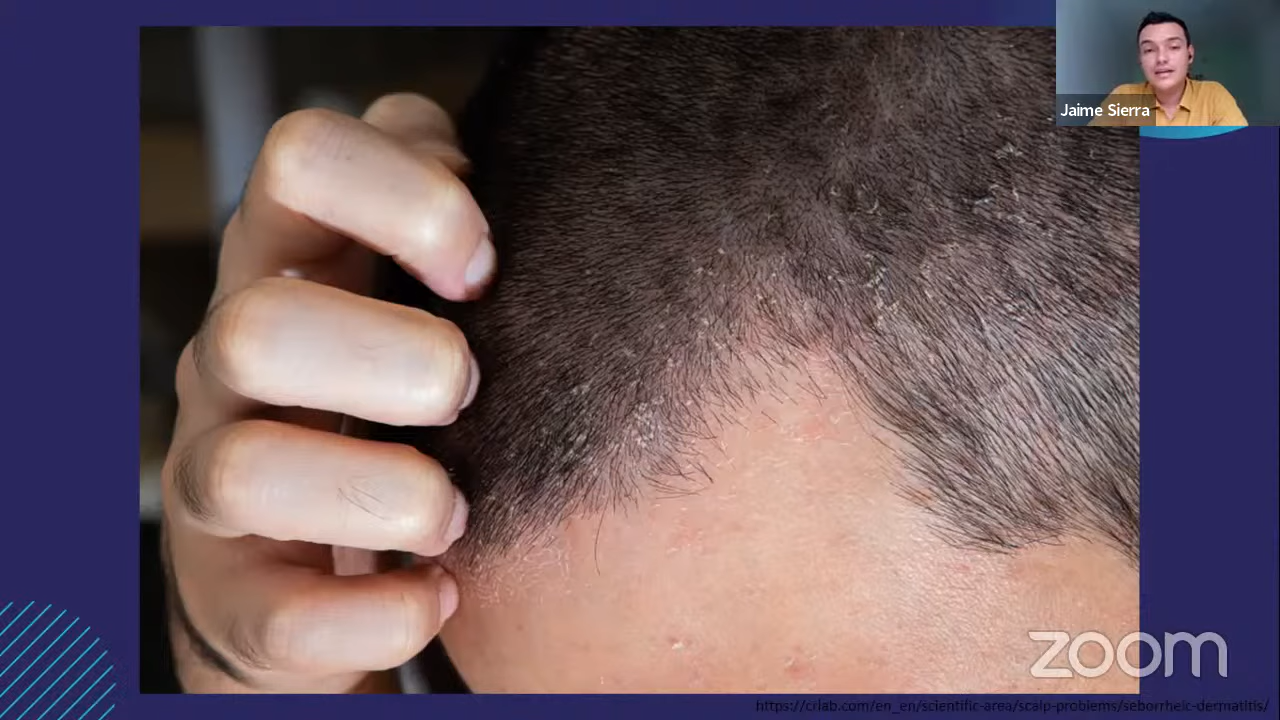 Jaime Sierra
zoom
https://crlab.com/en_en/scientific-area/scalp-problems/seborrheic-dermatitis/